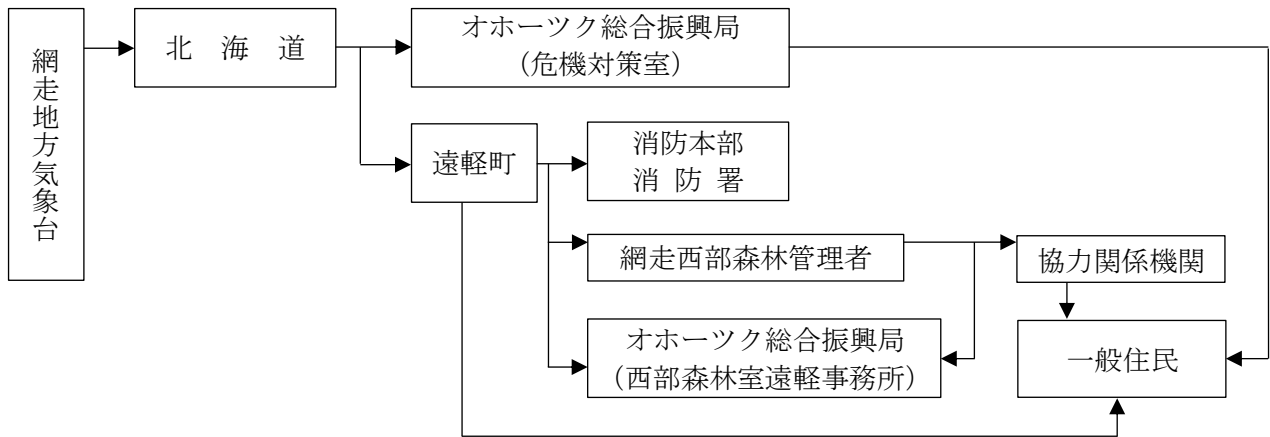 網走地方気象台
北　海　道
オホーツク総合振興局
（危機対策室）
遠軽町
消防本部
消 防 署
網走西部森林管理者
協力関係機関
オホーツク総合振興局
（西部森林室遠軽事務所）
一般住民